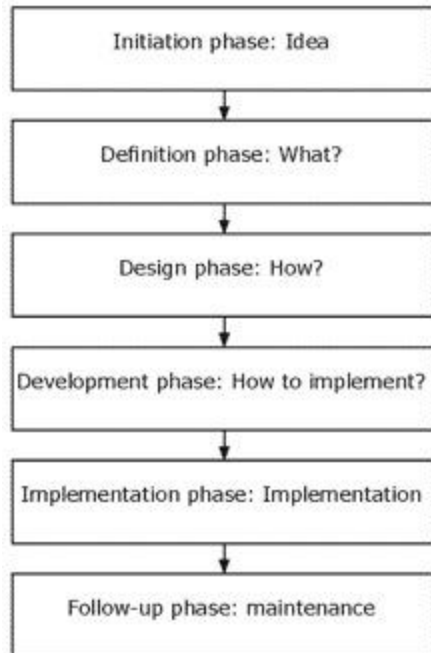 Initiation phase: Idea
Definition phase: What?
Design phase: How?
Development phase: How to implement?
Implementation phase: Implementation
Follow-up phase: maintenance